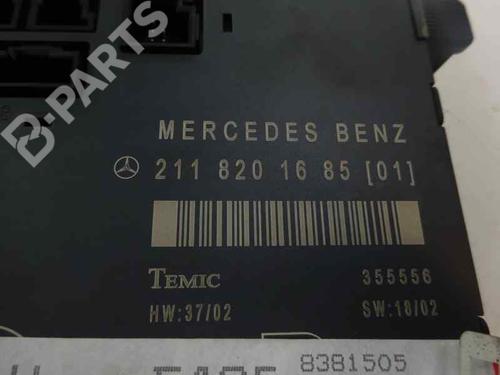 MERCEDES BENZ
211 820 16 85 [01]
TEMIC 355556
HW:37/02 SW:18/02
8381505
B-PARTS